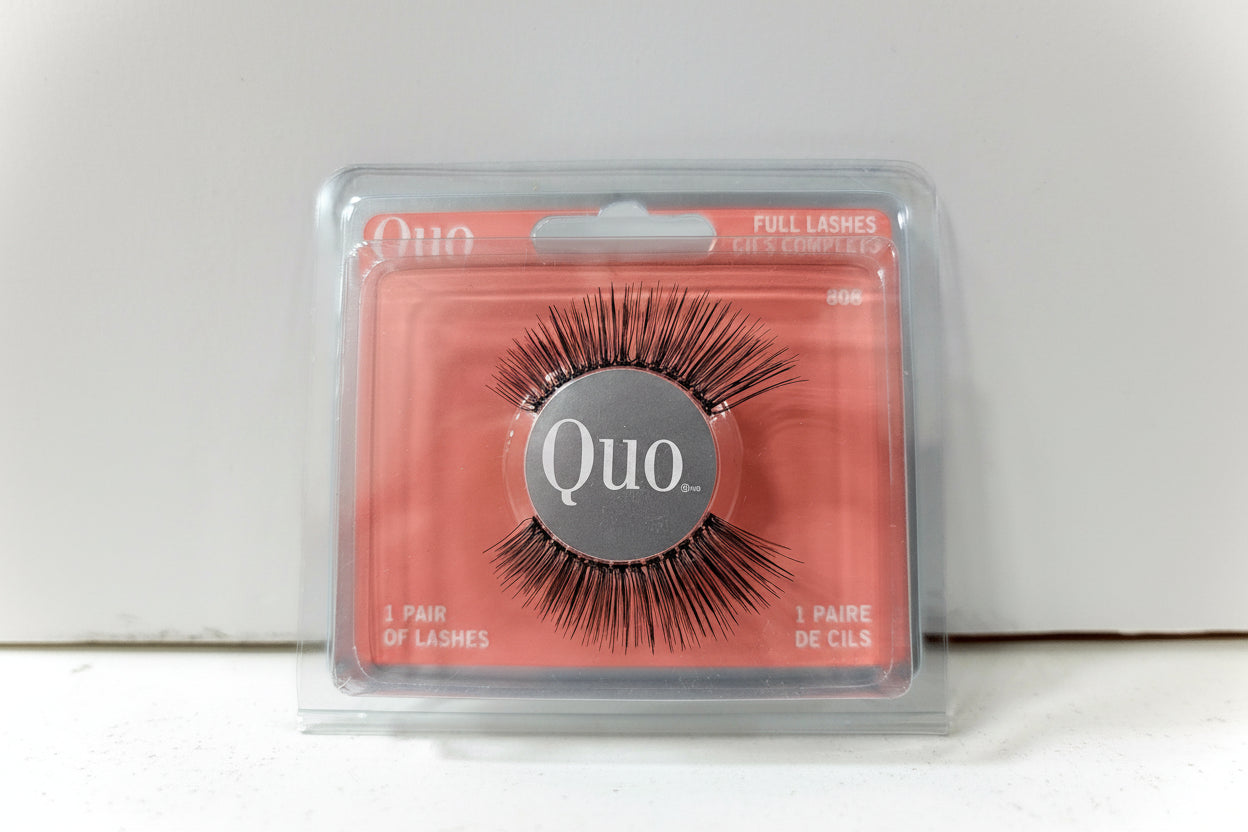 Quo
FULL LASHES
CILS COMPLETS
808
Quo
1 PAIR
OF LASHES
1 PAIRE
DE CILS